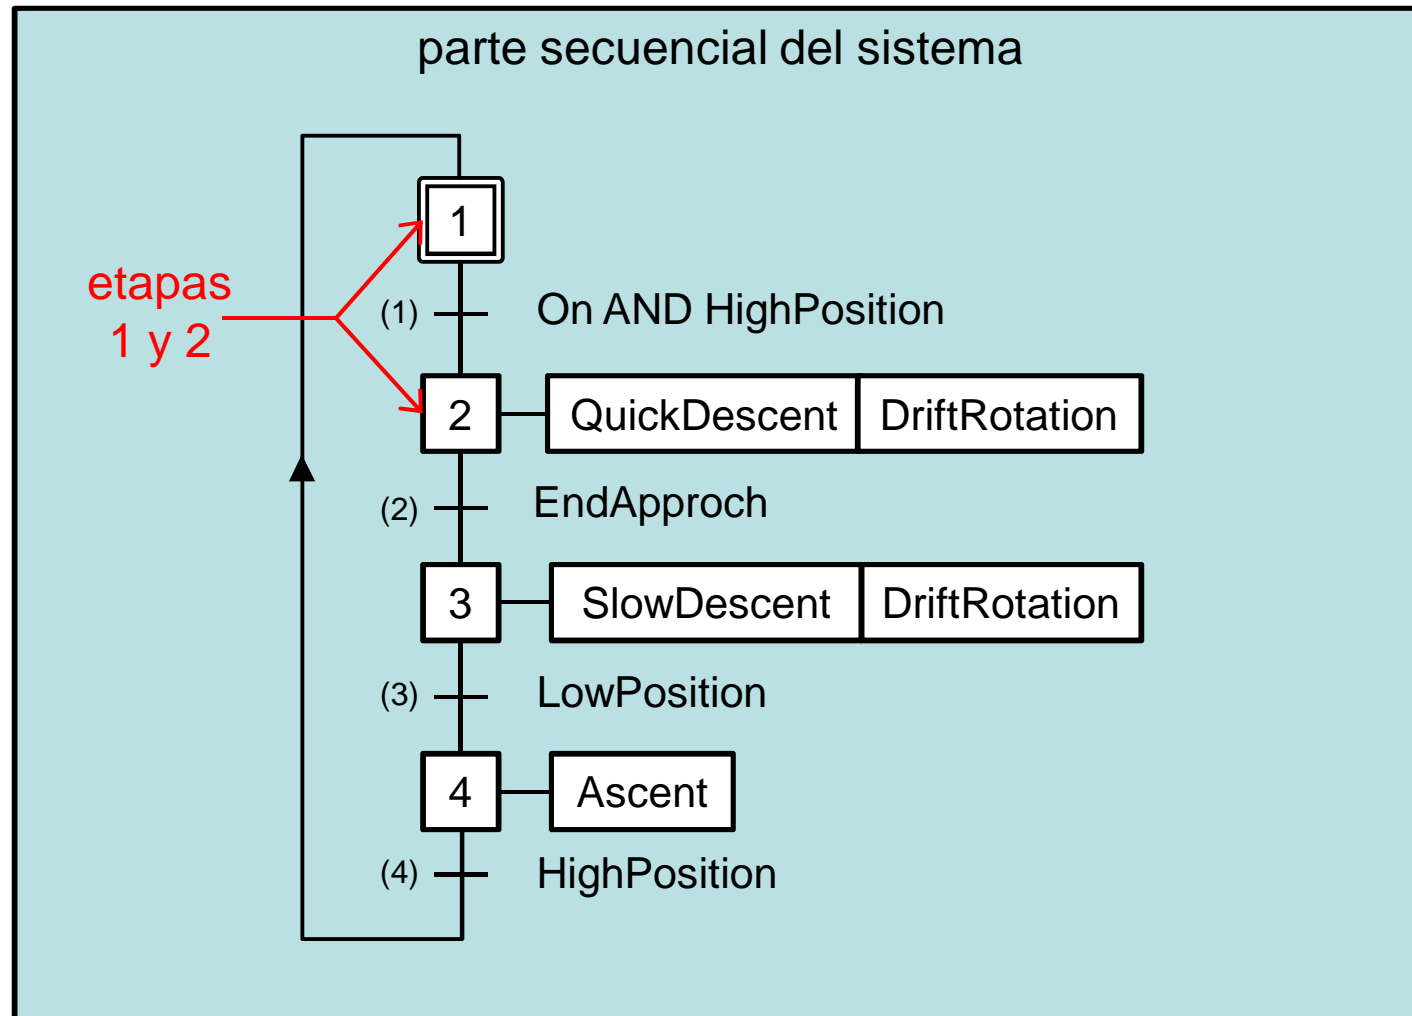 parte secuencial del sistema
1
etapas
1 y 2
(1) On AND HighPosition
2 QuickDescent DriftRotation
(2) EndApproch
3 SlowDescent DriftRotation
(3) LowPosition
4 Ascent
(4) HighPosition